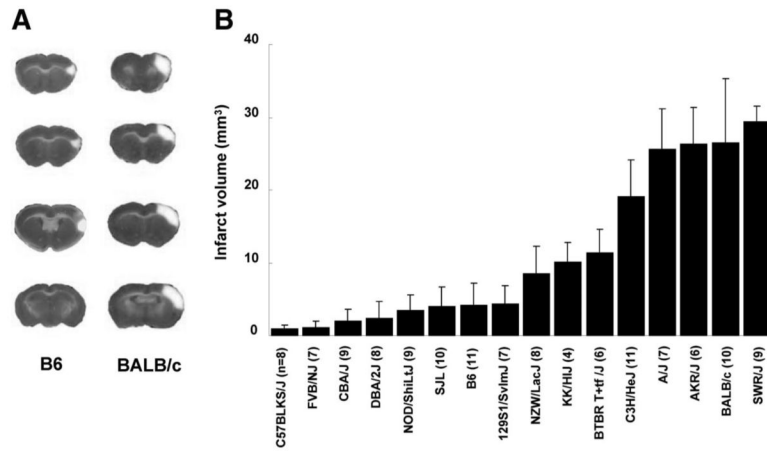 A
B
B6 BALB/c
Infarct volume (mm³)
40
30
20
10
0
C57BLKS/J (n=8)
FVB/NJ (7)
CBA/J (9)
DBA/2J (8)
NOD/ShiLtJ (9)
SJL (10)
B6 (11)
129S1/SvImJ (7)
NZW/LacJ (8)
KK/HIJ (4)
BTBR T+tf /J (6)
C3H/HeJ (11)
A/J (7)
AKR/J (6)
BALB/c (10)
SWR/J (9)